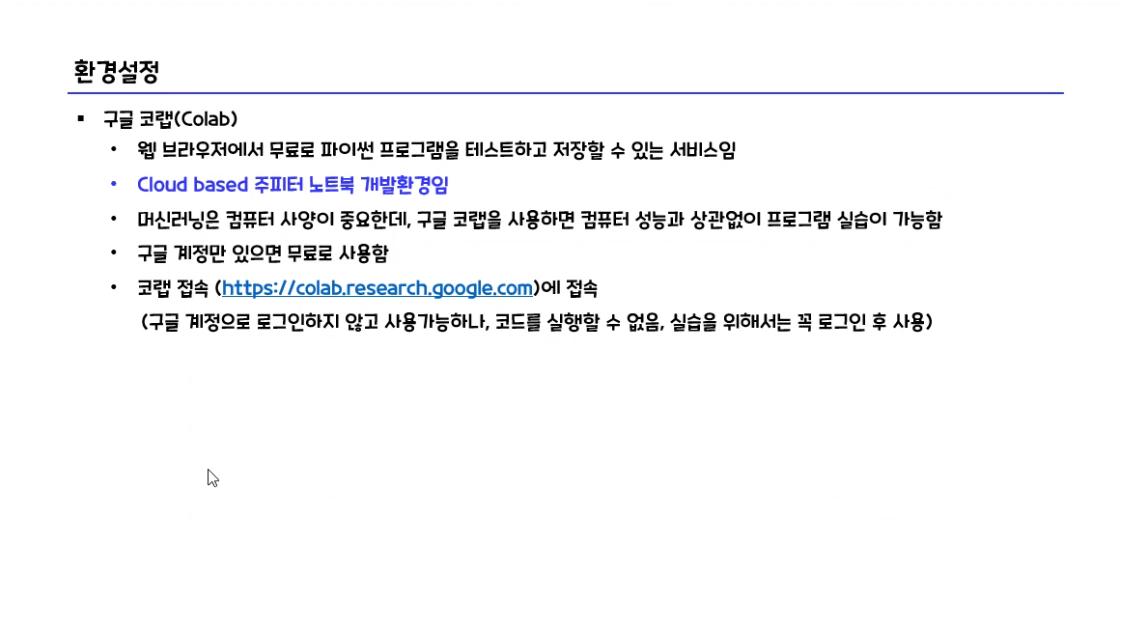 환경설정
▪ 구글 코랩(Colab)
• 웹 브라우저에서 무료로 파이썬 프로그램을 테스트하고 저장할 수 있는 서비스임
• Cloud based 주피터 노트북 개발환경임
• 머신러닝은 컴퓨터 사양이 중요한데, 구글 코랩을 사용하면 컴퓨터 성능과 상관없이 프로그램 실습이 가능함
• 구글 계정만 있으면 무료로 사용함
• 코랩 접속 (https://colab.research.google.com)에 접속
(구글 계정으로 로그인하지 않고 사용가능하나, 코드를 실행할 수 없음, 실습을 위해서는 꼭 로그인 후 사용)